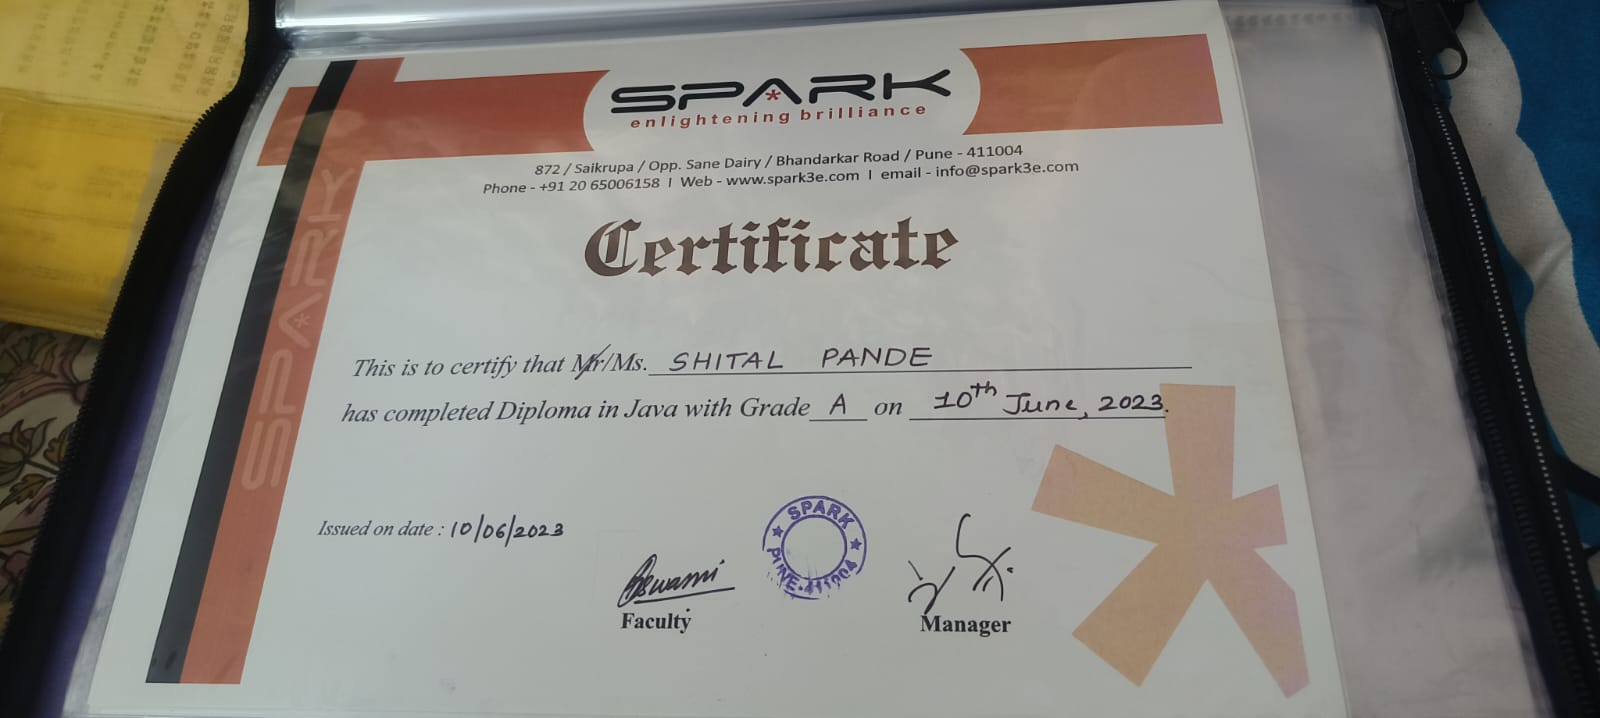 SPARK
enlightening brilliance
872 / Saikrupa / Opp. Sane Dairy / Bhandarkar Road / Pune - 411004
Phone - +91 20 65006158 I Web - www.spark3e.com I email - info@spark3e.com
Certificate
This is to certify that Mr/Ms. SHITAL PANDE
has completed Diploma in Java with Grade A on 10th June, 2023.
Issued on date : 10/06/2023
SPARK
PUNE-411004
Faculty
Manager
SPARK